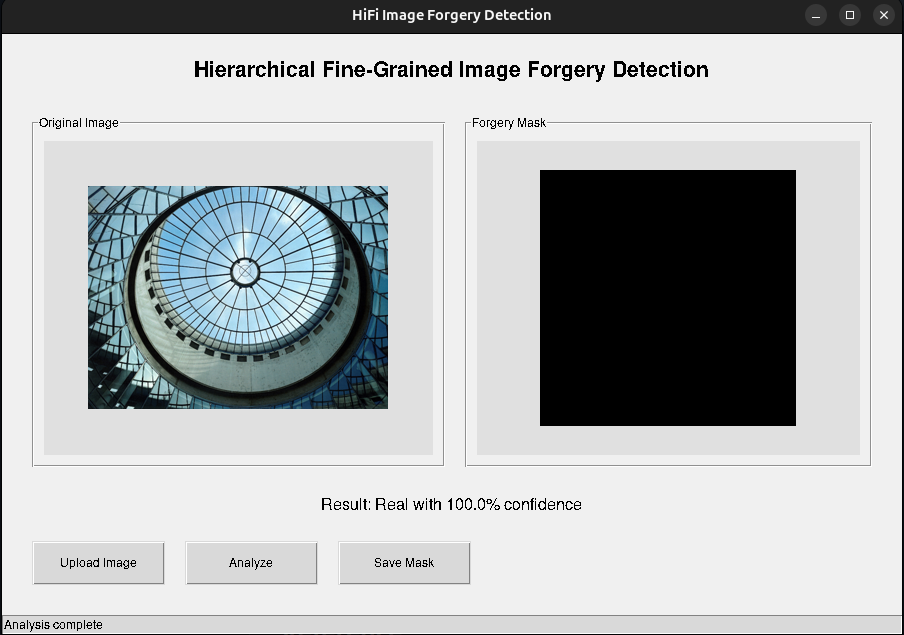 HiFi Image Forgery Detection
Hierarchical Fine-Grained Image Forgery Detection
Original Image
Forgery Mask
Result: Real with 100.0% confidence
Upload Image
Analyze
Save Mask
Analysis complete